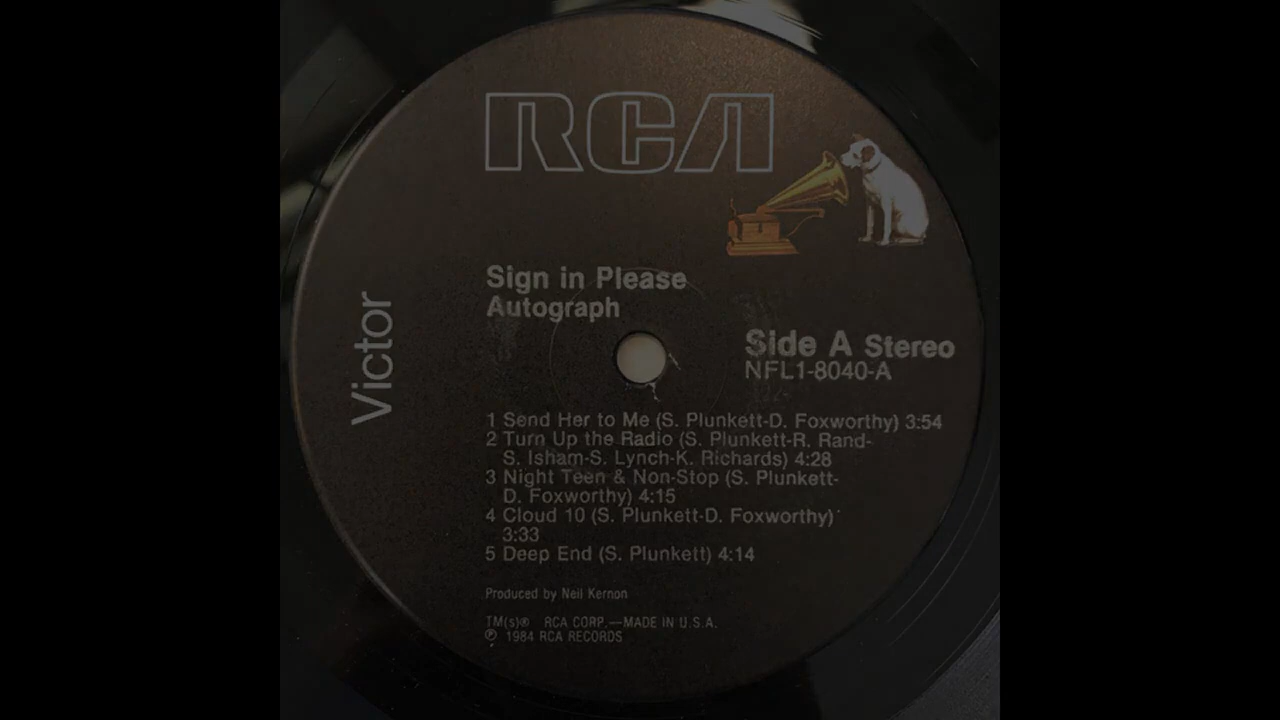 RCA
Victor
Sign in Please
Autograph
Side A Stereo
NFL1-8040-A
1 Send Her to Me (S. Plunkett-D. Foxworthy) 3:54
2 Turn Up the Radio (S. Plunkett-R. Rand-
S. Isham-S. Lynch-K. Richards) 4:28
3 Night Teen & Non-Stop (S. Plunkett-
D. Foxworthy) 4:15
4 Cloud 10 (S. Plunkett-D. Foxworthy)
3:33
5 Deep End (S. Plunkett) 4:14
Produced by Neil Kernon
TM(s)® RCA CORP.—MADE IN U.S.A.
℗ 1984 RCA RECORDS